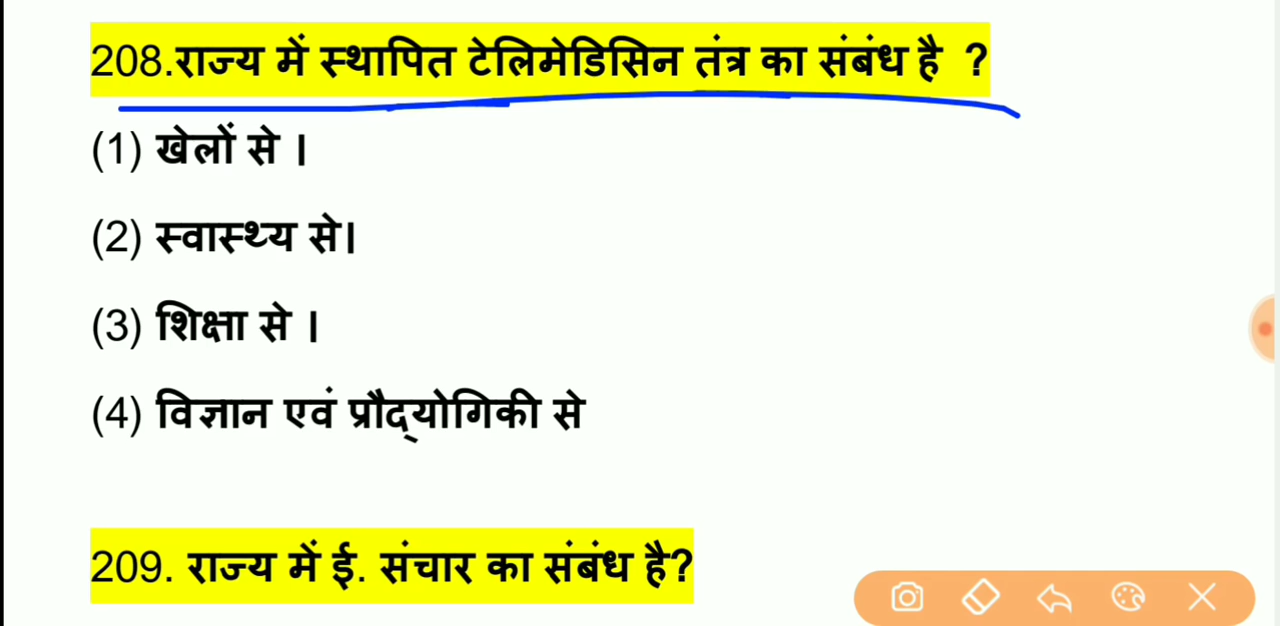 208.राज्य में स्थापित टेलिमेडिसिन तंत्र का संबंध है ?
(1) खेलों से ।
(2) स्वास्थ्य से।
(3) शिक्षा से ।
(4) विज्ञान एवं प्रौद्‌योगिकी से
209. राज्य में ई. संचार का संबंध है?